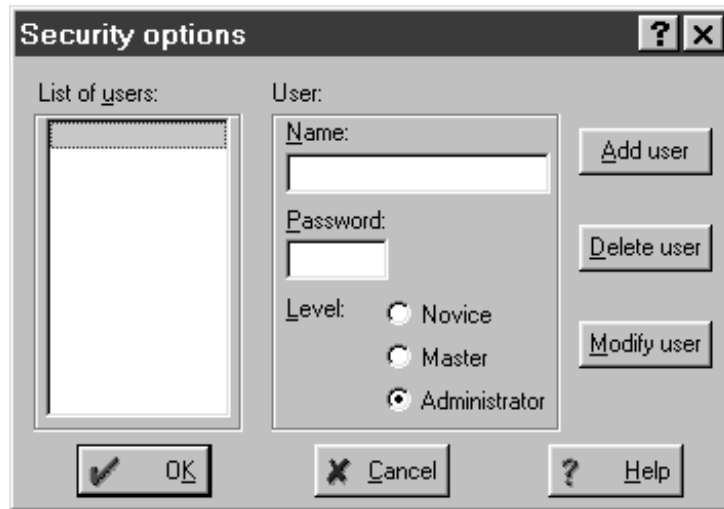 Security options
List of users:
User:
Name:
Password:
Level:
Novice
Master
Administrator
Add user
Delete user
Modify user
OK
Cancel
Help